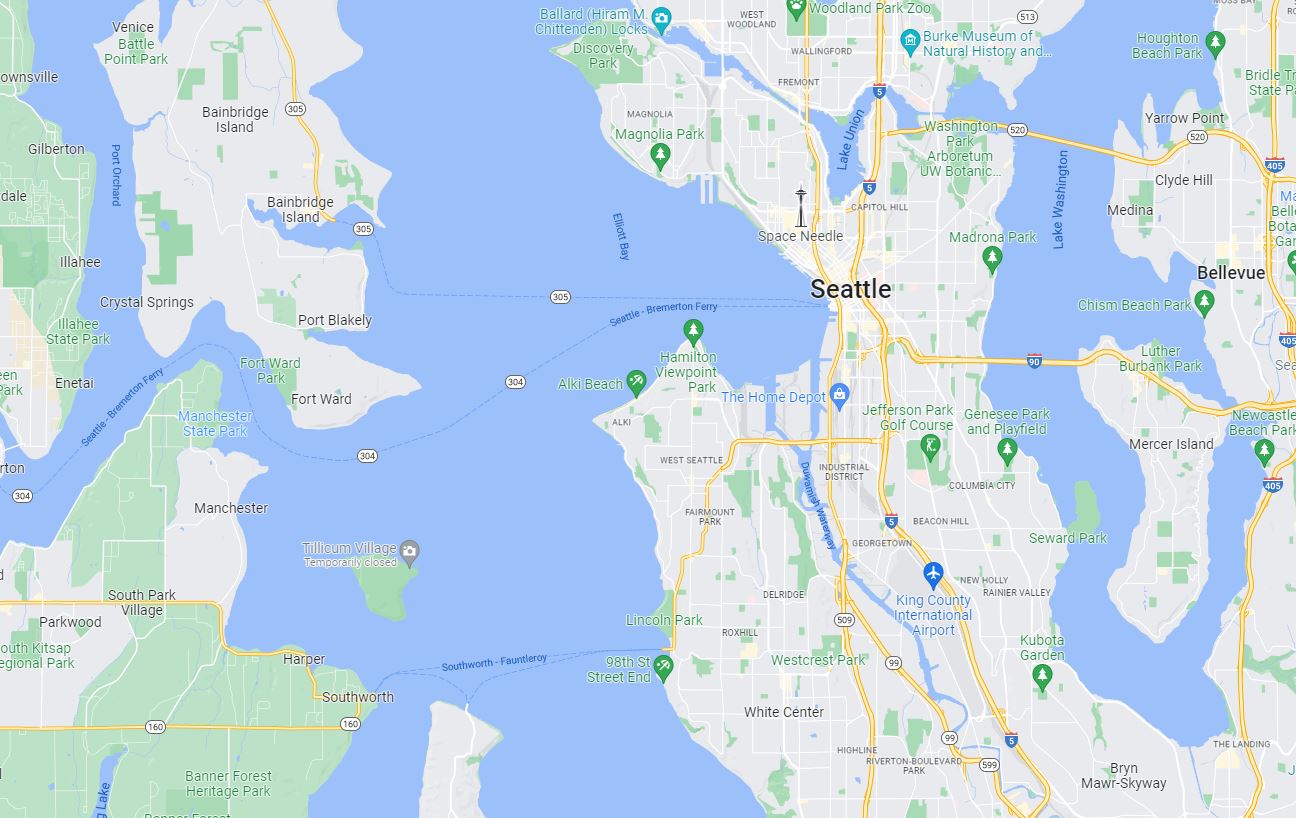 Venice
Battle
Point Park
Ballard (Hiram M.
Chittenden) Locks
WEST
WOODLAND
Woodland Park Zoo
513
MOSS BAY
Discovery
Park
WALLINGFORD
Burke Museum of
Natural History and...
Houghton
Beach Park
ownsville
FREMONT
5
Bridle Tr
State P
305
Bainbridge
Island
MAGNOLIA
Magnolia Park
Lake Union
Washington
Park
Arboretum
UW Botanic...
520
Yarrow Point
520
Gilberton
Port Orchard
405
Clyde Hill
dale
5
Lake Washington
Bainbridge
Island
305
Elliott Bay
CAPITOL HILL
Medina
Space Needle
Madrona Park
Illahee
Bellevue
Crystal Springs
305
Seattle
Chism Beach Park
Port Blakely
Seattle - Bremerton Ferry
Illahee
State Park
405
Fort Ward
Park
Hamilton
Viewpoint
Park
90
Luther
Burbank Park
Enetai
Seattle - Bremerton Ferry
304
Alki Beach
The Home Depot
Fort Ward
Manchester
State Park
ALKI
Jefferson Park
Golf Course
Genesee Park
and Playfield
Newcastle
Beach Park
Mercer Island
304
WEST SEATTLE
INDUSTRIAL
DISTRICT
rton
304
Duwamish Waterway
COLUMBIA CITY
405
Manchester
FAIRMOUNT
PARK
5
BEACON HILL
Seward Park
Tillicum Village
Temporarily closed
GEORGETOWN
NEW HOLLY
RAINIER VALLEY
South Park
Village
DELRIDGE
King County
International
Airport
Parkwood
Lincoln Park
509
ROXHILL
outh Kitsap
egional Park
Harper
Southworth - Fauntleroy
98th St
Street End
Westcrest Park
99
Kubota
Garden
Southworth
160
160
White Center
99
5
HIGHLINE
RIVERTON-BOULEVARD
PARK
599
THE LANDING
Banner Forest
Heritage Park
Bryn
Mawr-Skyway
g Lake
Banner Forest